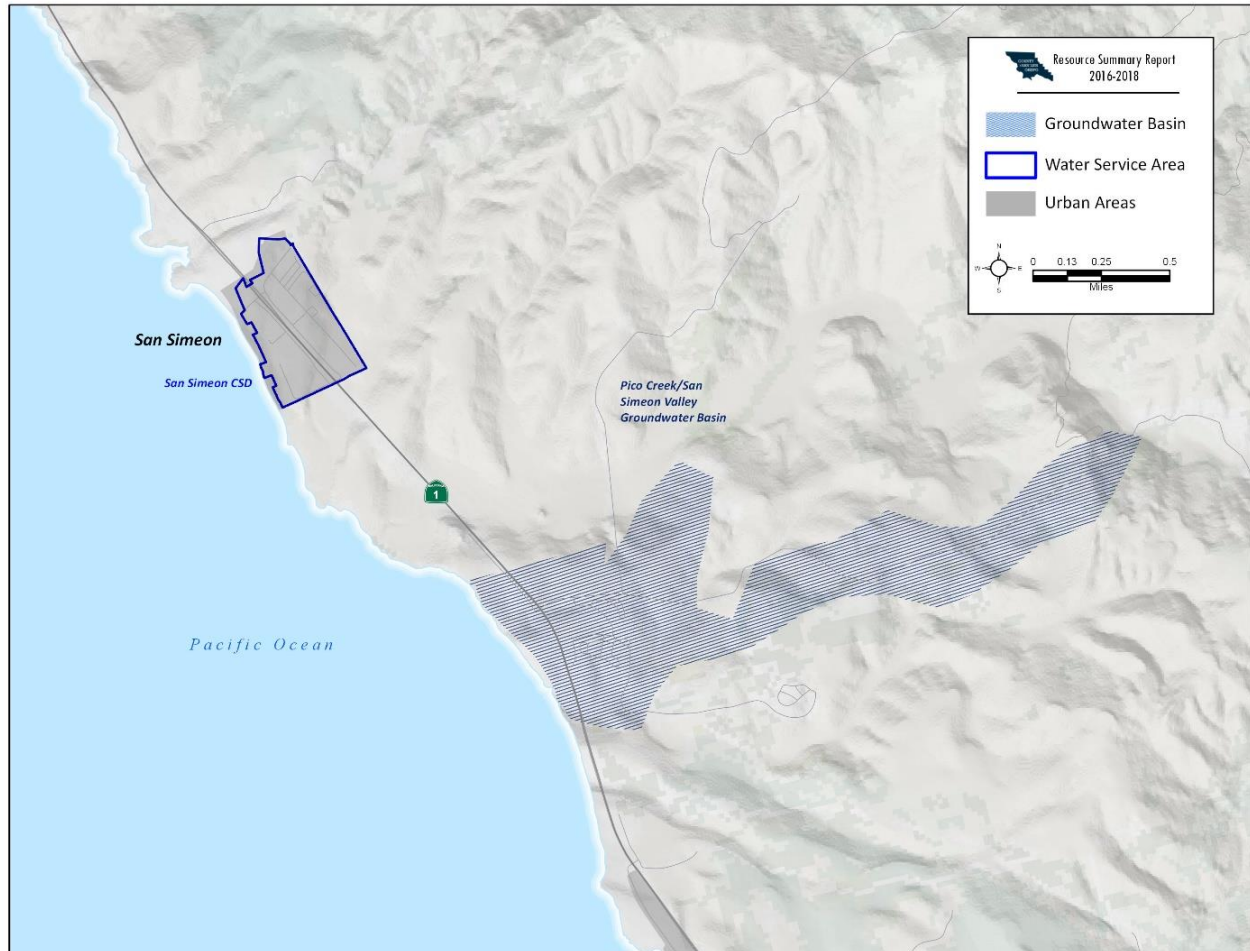 Resource Summary Report
2016-2018
Groundwater Basin
Water Service Area
Urban Areas
N
W E
S
0 0.13 0.25 0.5
Miles
San Simeon
San Simeon CSD
Pico Creek/San
Simeon Valley
Groundwater Basin
1
Pacific Ocean